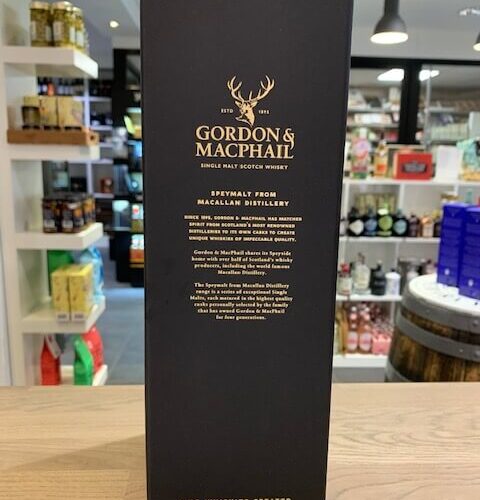 ESTD 1895
GORDON &
MACPHAIL
SINGLE MALT SCOTCH WHISKY
SPEYMALT FROM
MACALLAN DISTILLERY
SINCE 1895, GORDON & MACPHAIL HAS MATCHED
SPIRIT FROM SCOTLAND'S MOST RENOWNED
DISTILLERIES TO ITS OWN CASKS TO CREATE
UNIQUE WHISKIES OF IMPECCABLE QUALITY.
Gordon & MacPhail shares its Speyside
home with over half of Scotland's whisky
producers, including the world famous
Macallan Distillery.
The Speymalt from Macallan Distillery
range is a series of exceptional Single
Malts, each matured in the highest quality
casks personally selected by the family
that has owned Gordon & MacPhail
for four generations.